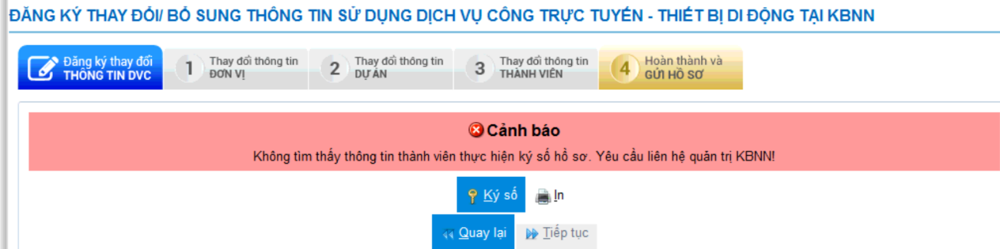 ĐĂNG KÝ THAY ĐỔI/ BỔ SUNG THÔNG TIN SỬ DỤNG DỊCH VỤ CÔNG TRỰC TUYẾN - THIẾT BỊ DI ĐỘNG TẠI KBNN
Đăng ký thay đổi
THÔNG TIN DVC
1
Thay đổi thông tin
ĐƠN VỊ
2
Thay đổi thông tin
DỰ ÁN
3
Thay đổi thông tin
THÀNH VIÊN
4
Hoàn thành và
GỬI HỒ SƠ
Cảnh báo
Không tìm thấy thông tin thành viên thực hiện ký số hồ sơ. Yêu cầu liên hệ quản trị KBNN!
Ký số
In
Quay lại
Tiếp tục